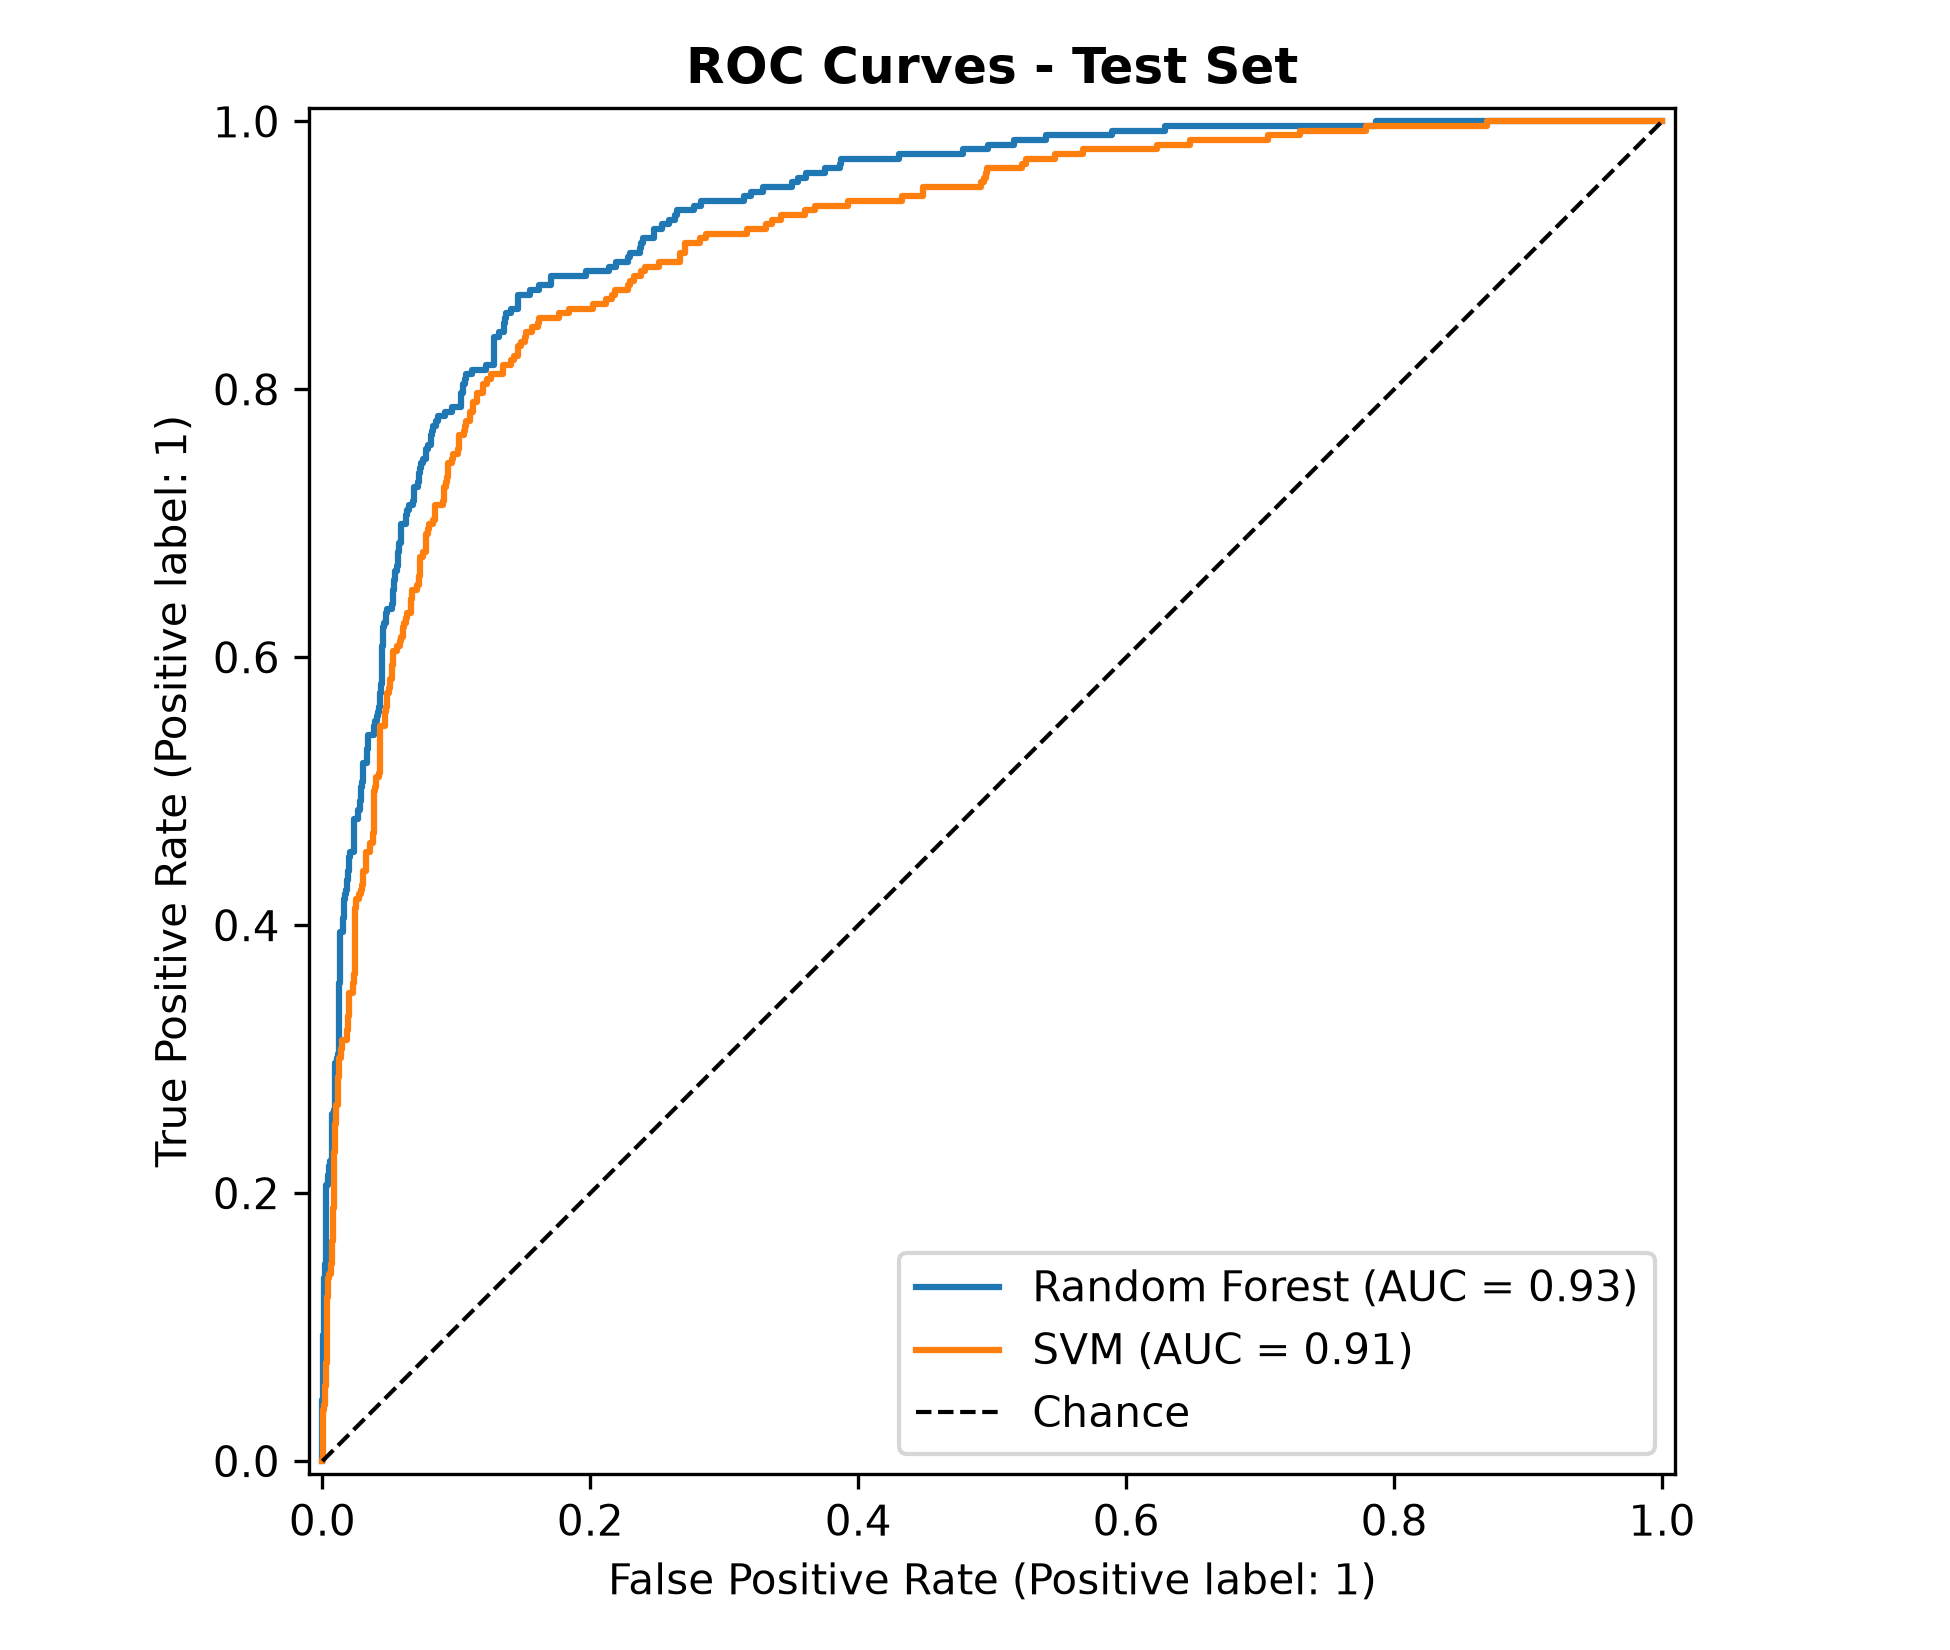 ROC Curves - Test Set
True Positive Rate (Positive label: 1)
1.0
0.8
0.6
0.4
0.2
0.0
Random Forest (AUC = 0.93)
SVM (AUC = 0.91)
Chance
0.0 0.2 0.4 0.6 0.8 1.0
False Positive Rate (Positive label: 1)